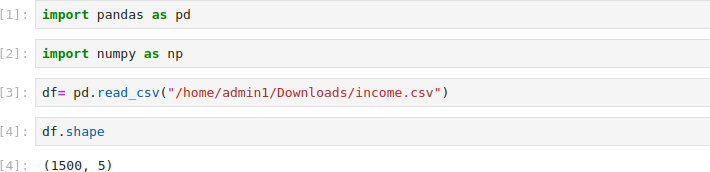 [1]: import pandas as pd
[2]: import numpy as np
[3]: df= pd.read_csv("/home/admin1/Downloads/income.csv")
[4]: df.shape
[4]: (1500, 5)